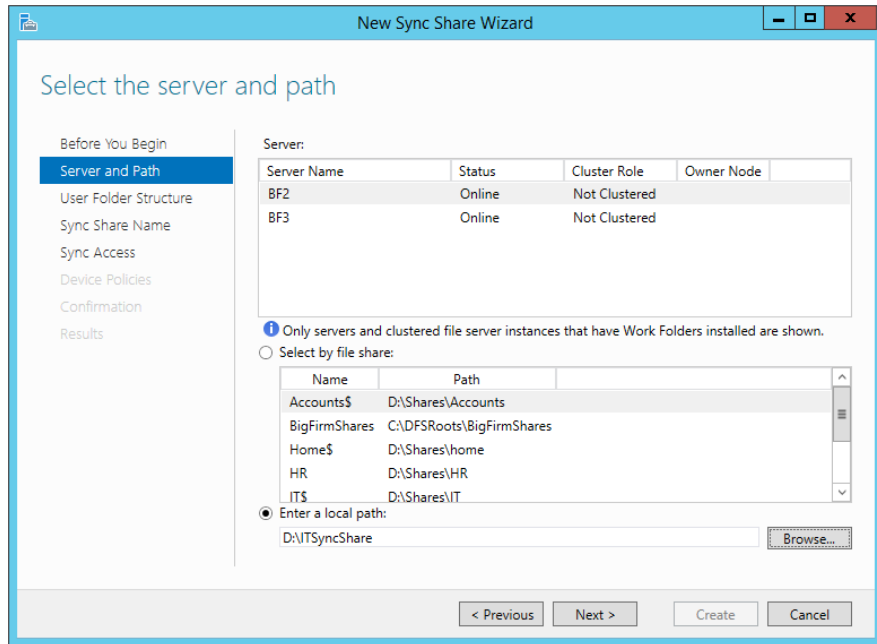 New Sync Share Wizard
Select the server and path
Before You Begin
Server and Path
User Folder Structure
Sync Share Name
Sync Access
Device Policies
Confirmation
Results
Server:
Server Name Status Cluster Role Owner Node
BF2 Online Not Clustered
BF3 Online Not Clustered
Only servers and clustered file server instances that have Work Folders installed are shown.
Select by file share:
Name Path
Accounts$ D:\Shares\Accounts
BigFirmShares C:\DFSRoots\BigFirmShares
Home$ D:\Shares\home
HR D:\Shares\HR
IT$ D:\Shares\IT
Enter a local path:
D:\ITSyncShare Browse...
< Previous Next > Create Cancel